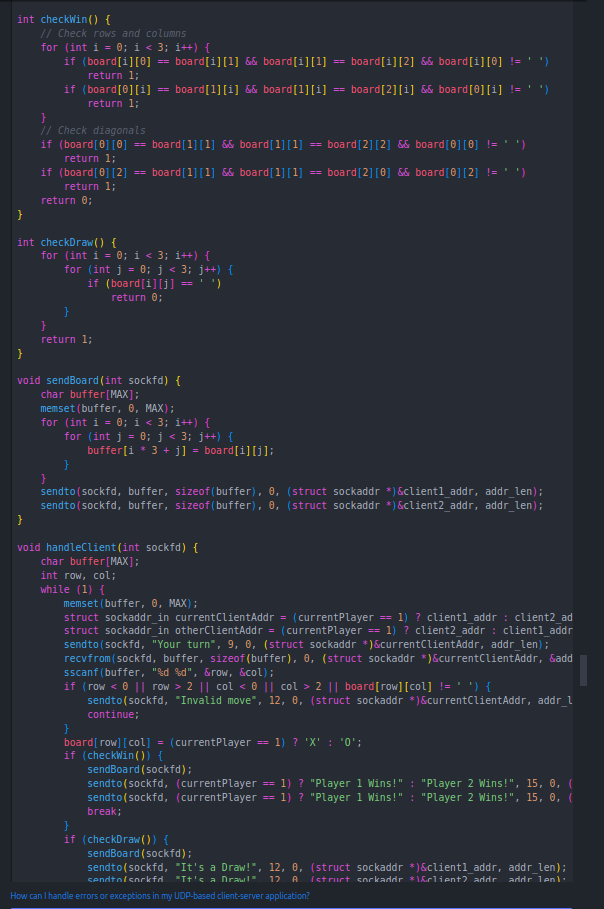 int checkWin() {
    // Check rows and columns
    for (int i = 0; i < 3; i++) {
        if (board[i][0] == board[i][1] && board[i][1] == board[i][2] && board[i][0] != ' ')
            return 1;
        if (board[0][i] == board[1][i] && board[1][i] == board[2][i] && board[0][i] != ' ')
            return 1;
    }
    // Check diagonals
    if (board[0][0] == board[1][1] && board[1][1] == board[2][2] && board[0][0] != ' ')
        return 1;
    if (board[0][2] == board[1][1] && board[1][1] == board[2][0] && board[0][2] != ' ')
        return 1;
    return 0;
}
int checkDraw() {
    for (int i = 0; i < 3; i++) {
        for (int j = 0; j < 3; j++) {
            if (board[i][j] == ' ')
                return 0;
        }
    }
    return 1;
}
void sendBoard(int sockfd) {
    char buffer[MAX];
    memset(buffer, 0, MAX);
    for (int i = 0; i < 3; i++) {
        for (int j = 0; j < 3; j++) {
            buffer[i * 3 + j] = board[i][j];
        }
    }
    sendto(sockfd, buffer, sizeof(buffer), 0, (struct sockaddr *)&client1_addr, addr_len);
    sendto(sockfd, buffer, sizeof(buffer), 0, (struct sockaddr *)&client2_addr, addr_len);
}
void handleClient(int sockfd) {
    char buffer[MAX];
    int row, col;
    while (1) {
        memset(buffer, 0, MAX);
        struct sockaddr_in currentClientAddr = (currentPlayer == 1) ? client1_addr : client2_ad
        struct sockaddr_in otherClientAddr = (currentPlayer == 1) ? client2_addr : client1_addr
        sendto(sockfd, "Your turn", 9, 0, (struct sockaddr *)&currentClientAddr, addr_len);
        recvfrom(sockfd, buffer, sizeof(buffer), 0, (struct sockaddr *)&currentClientAddr, &add
        sscanf(buffer, "%d %d", &row, &col);
        if (row < 0 || row > 2 || col < 0 || col > 2 || board[row][col] != ' ') {
            sendto(sockfd, "Invalid move", 12, 0, (struct sockaddr *)&currentClientAddr, addr_l
            continue;
        }
        board[row][col] = (currentPlayer == 1) ? 'X' : 'O';
        if (checkWin()) {
            sendBoard(sockfd);
            sendto(sockfd, (currentPlayer == 1) ? "Player 1 Wins!" : "Player 2 Wins!", 15, 0, (
            sendto(sockfd, (currentPlayer == 1) ? "Player 1 Wins!" : "Player 2 Wins!", 15, 0, (
            break;
        }
        if (checkDraw()) {
            sendBoard(sockfd);
            sendto(sockfd, "It's a Draw!", 12, 0, (struct sockaddr *)&client1_addr, addr_len);
            sendto(sockfd, "It's a Draw!", 12, 0, (struct sockaddr *)&client2_addr, addr_len);
How can I handle errors or exceptions in my UDP-based client-server application?